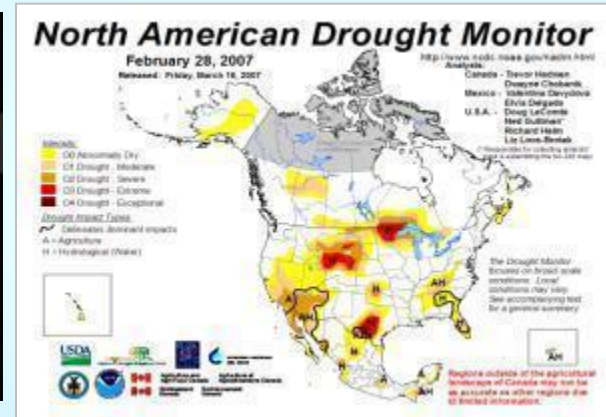 North American Drought Monitor
February 28, 2007
Released: Friday, March 16, 2007
http://www.ncdc.noaa.gov/nadm.html
Analysts:
Canada - Trevor Hadwen
Dwayne Chobanik
Mexico - Valentina Davydova
Elvia Delgado
U.S.A. - Doug LeComte
Ned Guttman*
Richard Heim
Liz Love-Brotak
Intensity:
D0 Abnormally Dry
D1 Drought - Moderate
D2 Drought - Severe
D3 Drought - Extreme
D4 Drought - Exceptional
Drought Impact Types:
Delineates dominant impacts
A = Agriculture
H = Hydrological (Water)
A
AH
H
AH
H
H
H
A
AH
The Drought Monitor
focuses on broad scale
conditions. Local
conditions may vary.
See accompanying text
for a general summary.
AH
USDA
Regions outside of the agricultural
landscape of Canada may not be
as accurate as other regions due
to limited information.